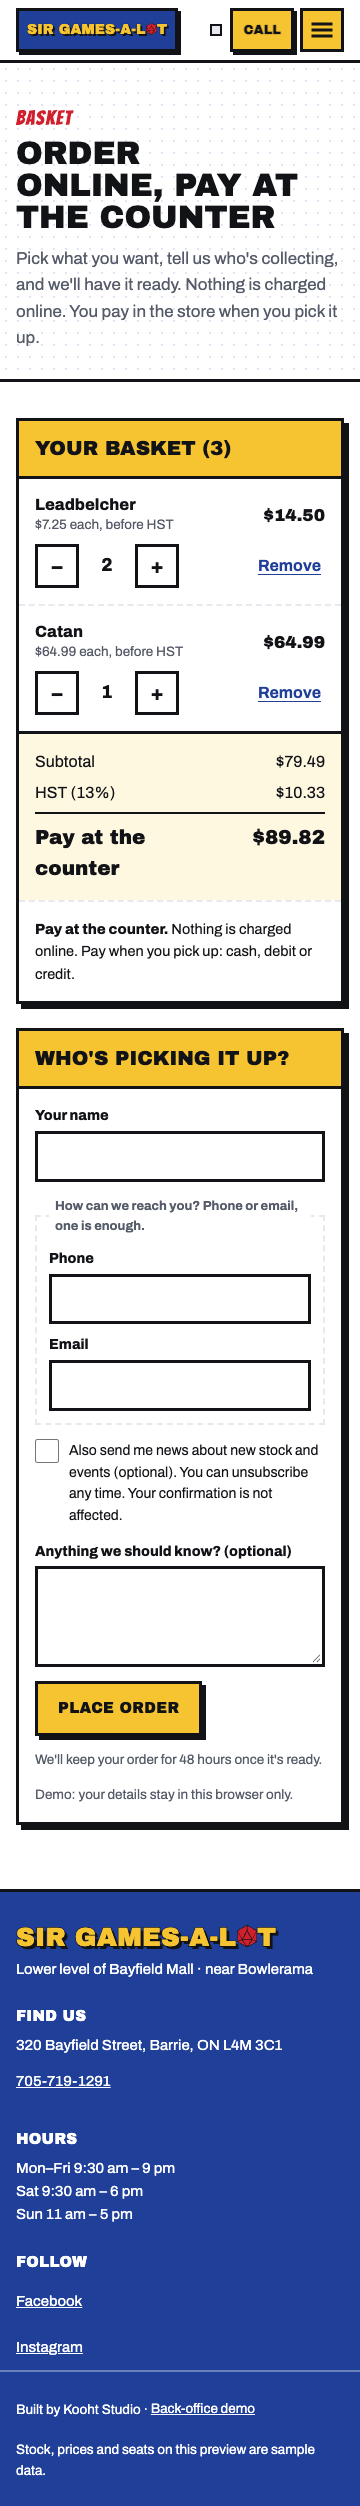 SIR GAMES-A-LOT
CALL
BASKET
ORDER
ONLINE, PAY AT
THE COUNTER
Pick what you want, tell us who's collecting,
and we'll have it ready. Nothing is charged
online. You pay in the store when you pick it
up.
YOUR BASKET (3)
Leadbelcher
$7.25 each, before HST
$14.50
− 2 + Remove
Catan
$64.99 each, before HST
$64.99
− 1 + Remove
Subtotal $79.49
HST (13%) $10.33
Pay at the
counter
$89.82
Pay at the counter. Nothing is charged
online. Pay when you pick up: cash, debit or
credit.
WHO'S PICKING IT UP?
Your name
How can we reach you? Phone or email,
one is enough.
Phone
Email
Also send me news about new stock and
events (optional). You can unsubscribe
any time. Your confirmation is not
affected.
Anything we should know? (optional)
PLACE ORDER
We'll keep your order for 48 hours once it's ready.
Demo: your details stay in this browser only.
SIR GAMES-A-LOT
Lower level of Bayfield Mall · near Bowlerama
FIND US
320 Bayfield Street, Barrie, ON L4M 3C1
705-719-1291
HOURS
Mon–Fri 9:30 am – 9 pm
Sat 9:30 am – 6 pm
Sun 11 am – 5 pm
FOLLOW
Facebook
Instagram
Built by Kooht Studio · Back-office demo
Stock, prices and seats on this preview are sample
data.